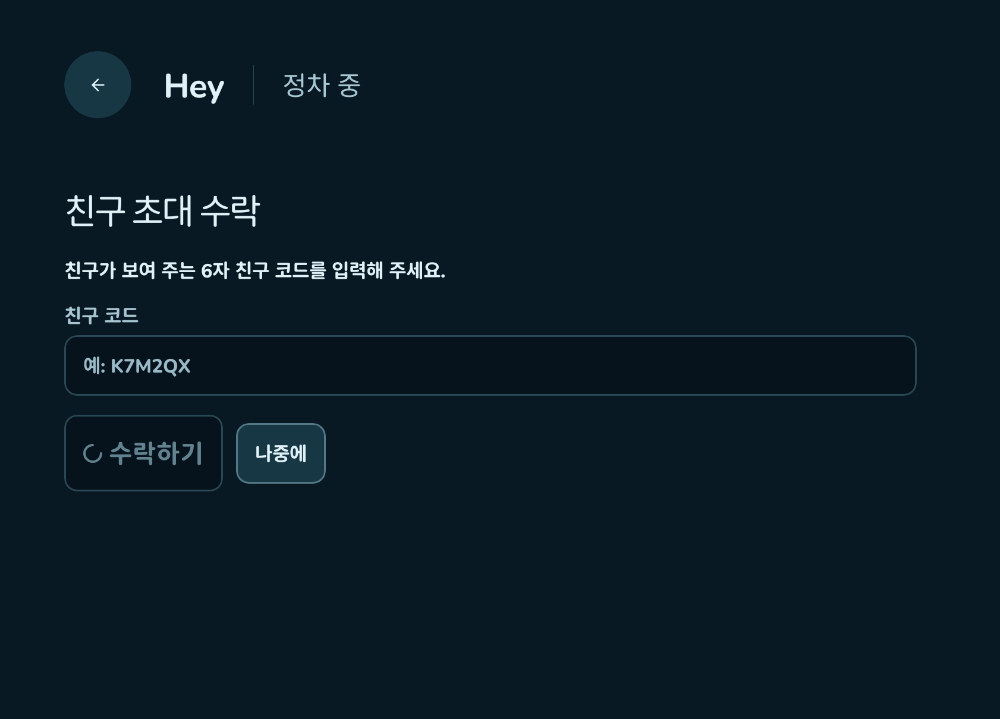 Hey 정차 중
친구 초대 수락
친구가 보여 주는 6자 친구 코드를 입력해 주세요.
친구 코드
예: K7M2QX
수락하기 나중에